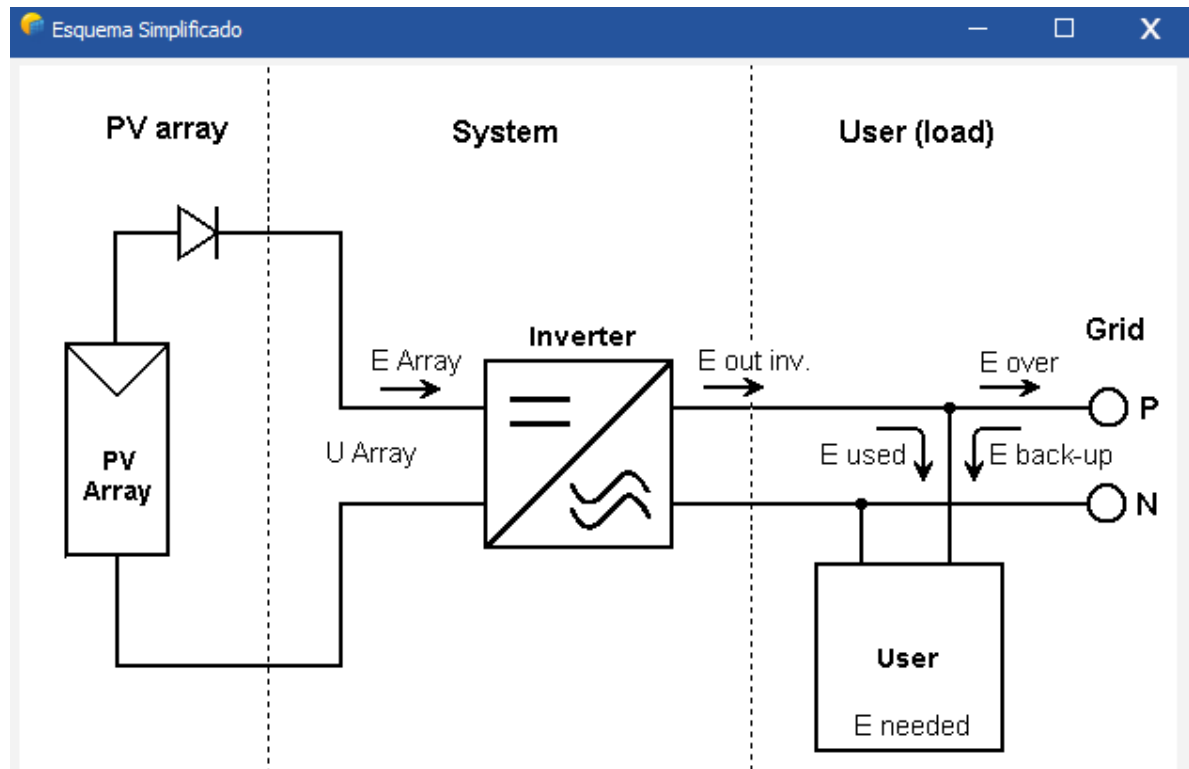 Esquema Simplificado
PV array
System
User (load)
Inverter
Grid
E Array
E out inv.
E over
P
U Array
E used
E back-up
PV
Array
N
User
E needed